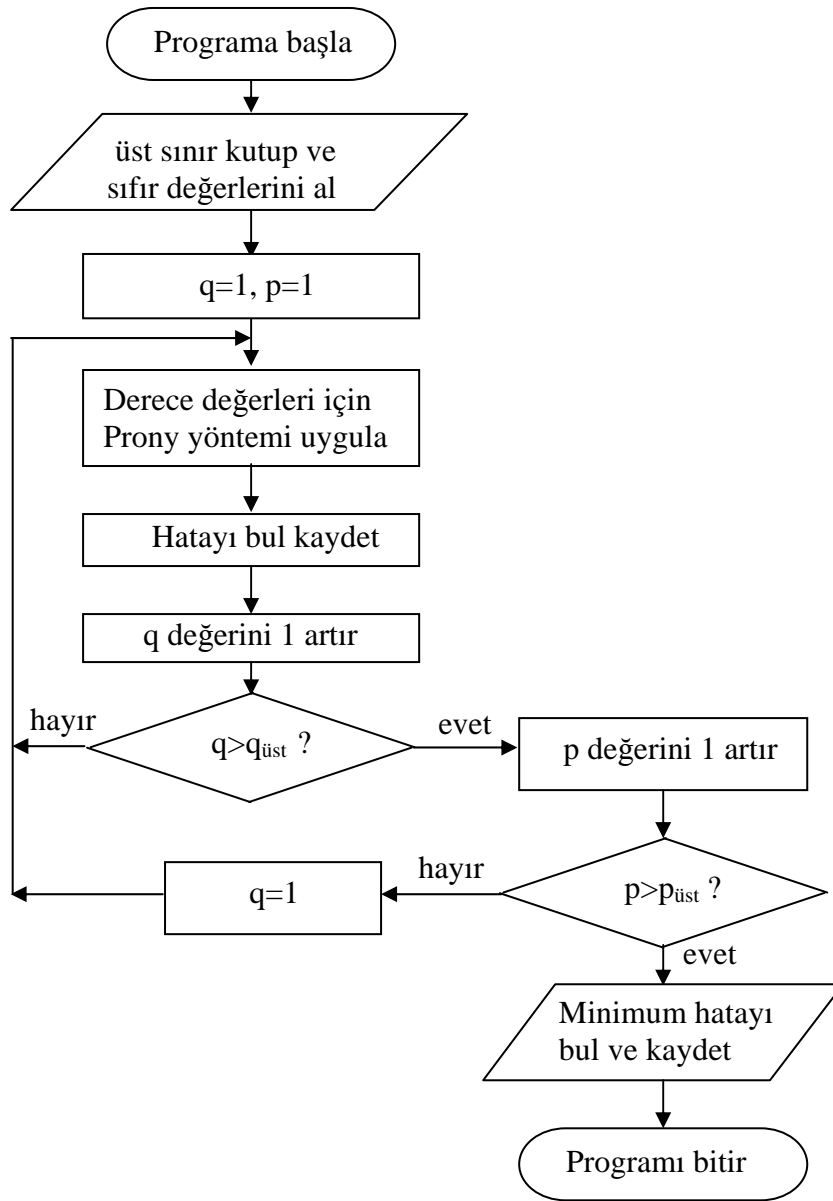 Programa başla
üst sınır kutup ve
sıfır değerlerini al
q=1, p=1
Derece değerleri için
Prony yöntemi uygula
Hatayı bul kaydet
q değerini 1 artır
hayır
q>qüst ?
evet
p değerini 1 artır
q=1
hayır
p>püst ?
evet
Minimum hatayı
bul ve kaydet
Programı bitir